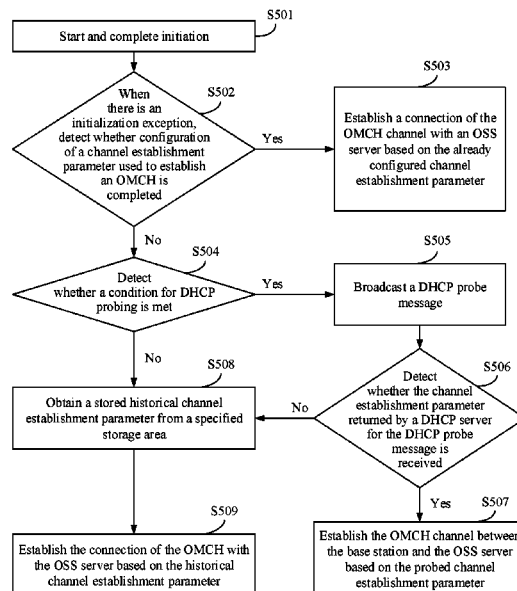 S501
Start and complete initiation
S502
When
there is an
initialization exception,
detect whether configuration
of a channel establishment
parameter used to establish
an OMCH is
completed
Yes
S503
Establish a connection of the
OMCH channel with an OSS
server based on the already
configured channel
establishment parameter
No
S504
Detect
whether a condition for DHCP
probing is met
Yes
S505
Broadcast a DHCP probe
message
No
S506
Detect
whether the channel
establishment parameter
returned by a DHCP server
for the DHCP probe
message is
received
No
S508
Obtain a stored historical channel
establishment parameter from a specified
storage area
Yes
S507
Establish the OMCH channel between
the base station and the OSS server
based on the probed channel
establishment parameter
S509
Establish the connection of the OMCH with
the OSS server based on the historical
channel establishment parameter